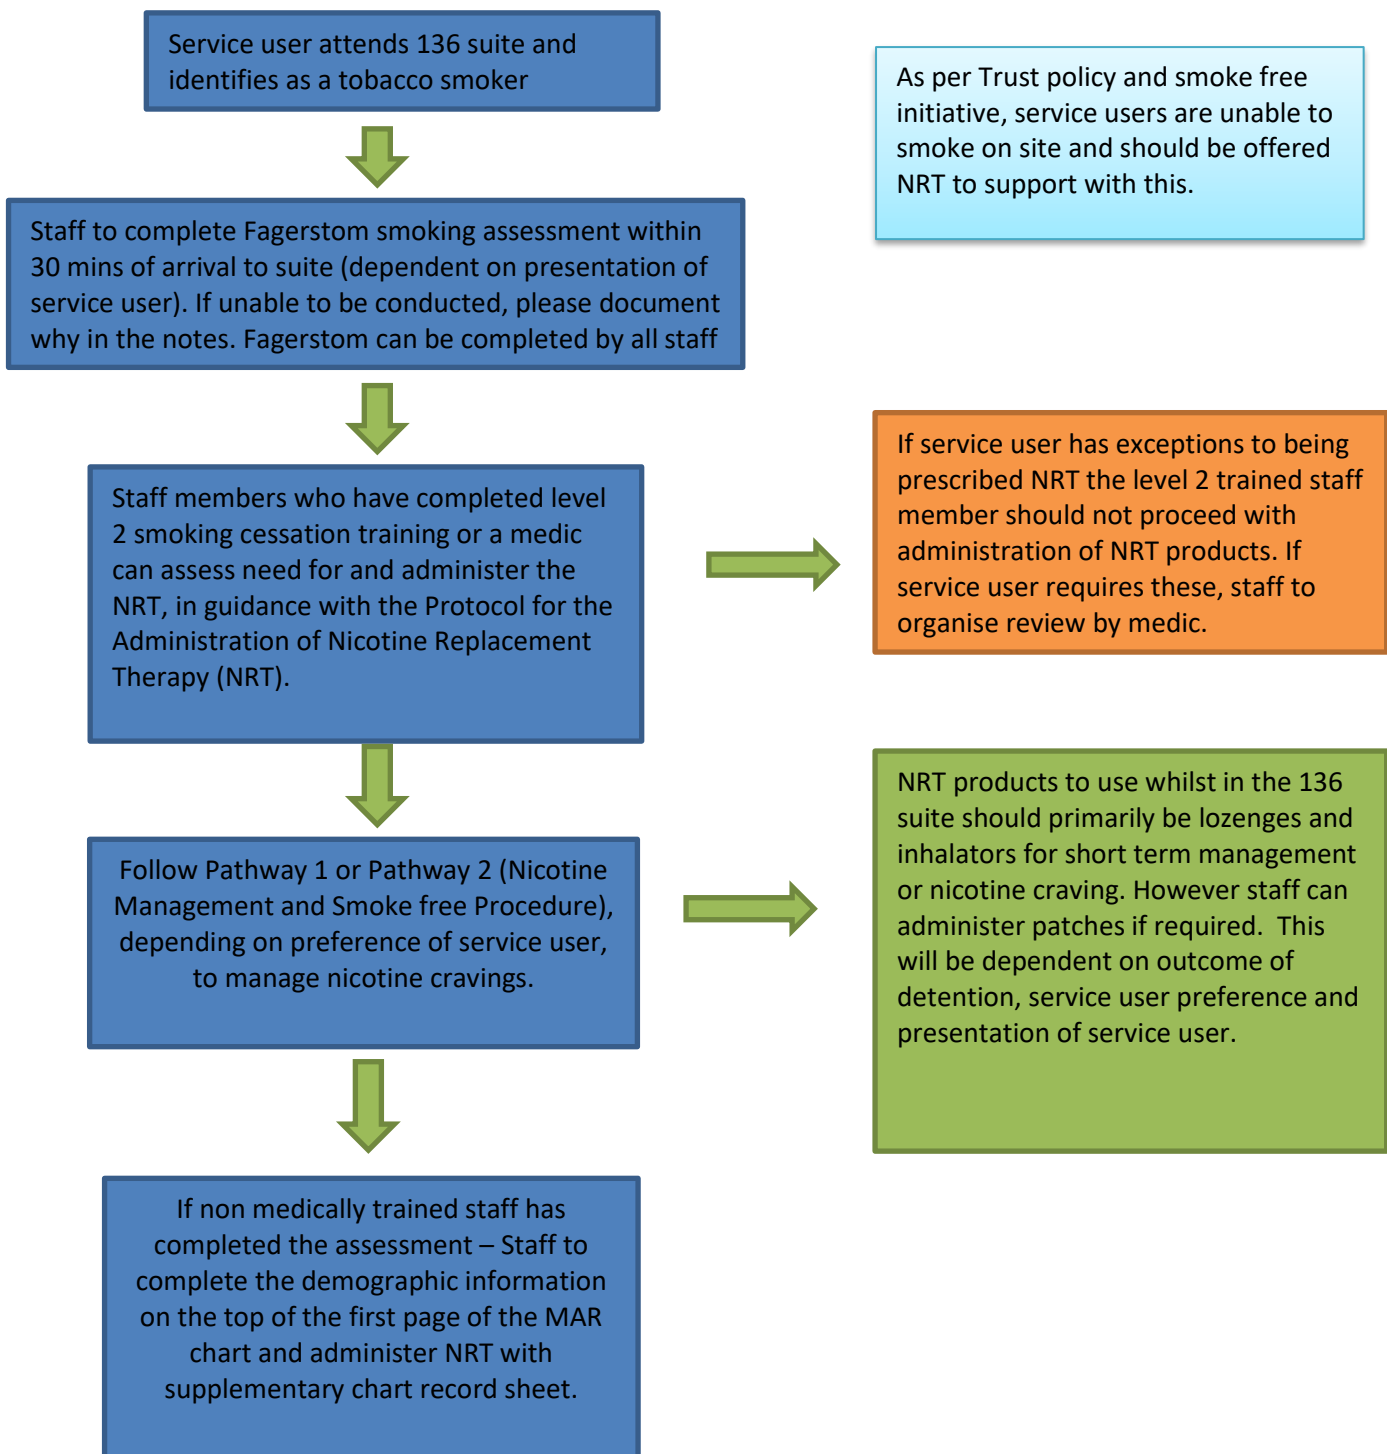 Service user attends 136 suite and
identifies as a tobacco smoker
As per Trust policy and smoke free
initiative, service users are unable to
smoke on site and should be offered
NRT to support with this.
Staff to complete Fagerstom smoking assessment within
30 mins of arrival to suite (dependent on presentation of
service user). If unable to be conducted, please document
why in the notes. Fagerstom can be completed by all staff
Staff members who have completed level
2 smoking cessation training or a medic
can assess need for and administer the
NRT, in guidance with the Protocol for the
Administration of Nicotine Replacement
Therapy (NRT).
If service user has exceptions to being
prescribed NRT the level 2 trained staff
member should not proceed with
administration of NRT products. If
service user requires these, staff to
organise review by medic.
Follow Pathway 1 or Pathway 2 (Nicotine
Management and Smoke free Procedure),
depending on preference of service user,
to manage nicotine cravings.
NRT products to use whilst in the 136
suite should primarily be lozenges and
inhalators for short term management
or nicotine craving. However staff can
administer patches if required.  This
will be dependent on outcome of
detention, service user preference and
presentation of service user.
If non medically trained staff has
completed the assessment – Staff to
complete the demographic information
on the top of the first page of the MAR
chart and administer NRT with
supplementary chart record sheet.